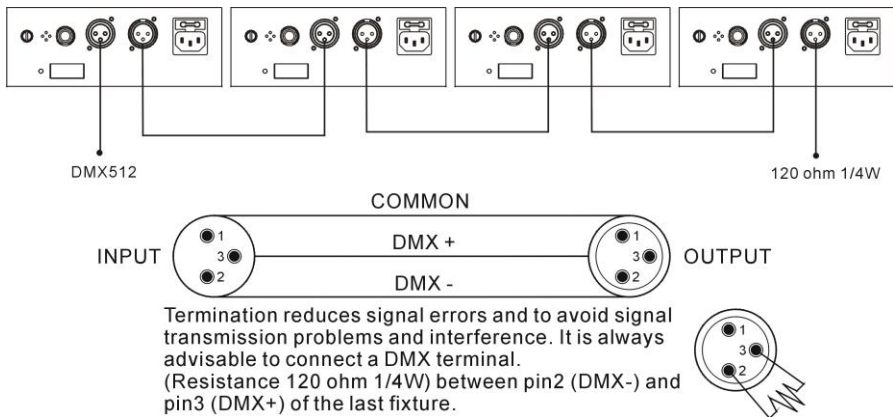 DMX512
120 ohm 1/4W
COMMON
INPUT
1
3
2
DMX +
DMX -
1
3
2
OUTPUT
Termination reduces signal errors and to avoid signal
transmission problems and interference. It is always
advisable to connect a DMX terminal.
(Resistance 120 ohm 1/4W) between pin2 (DMX-) and
pin3 (DMX+) of the last fixture.
1
3
2